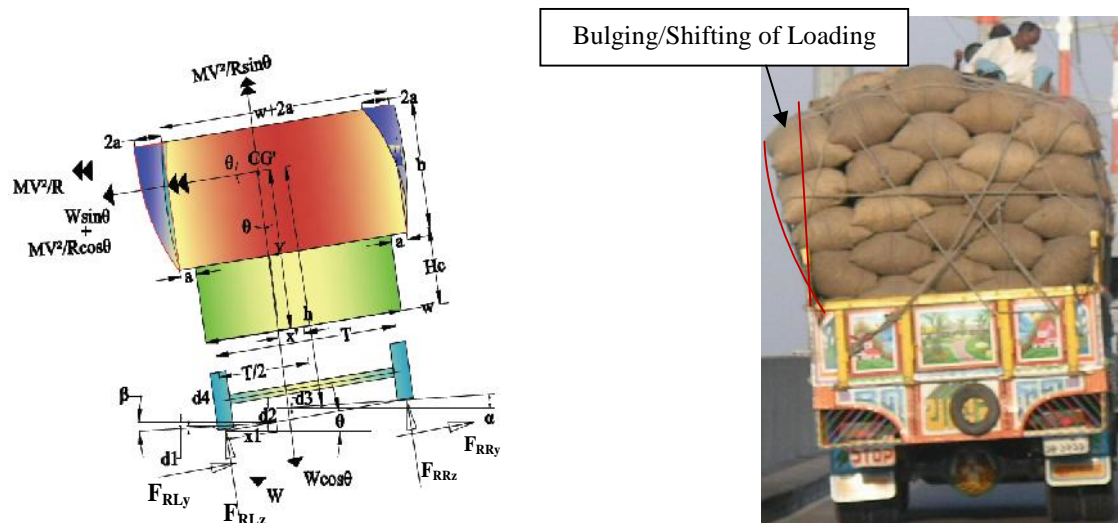 Bulging/Shifting of Loading
MV²/Rsinθ
w+2a
2a
2a
θ
CG'
MV²/R
Wsinθ
+
MV²/Rcosθ
θ
b
y
a
a
Hc
h
w
x'
T
T/2
β
d4
d3
d2
θ
α
x1
d1
FRLy
FRLz
W
Wcosθ
FRRz
FRRy
STOP